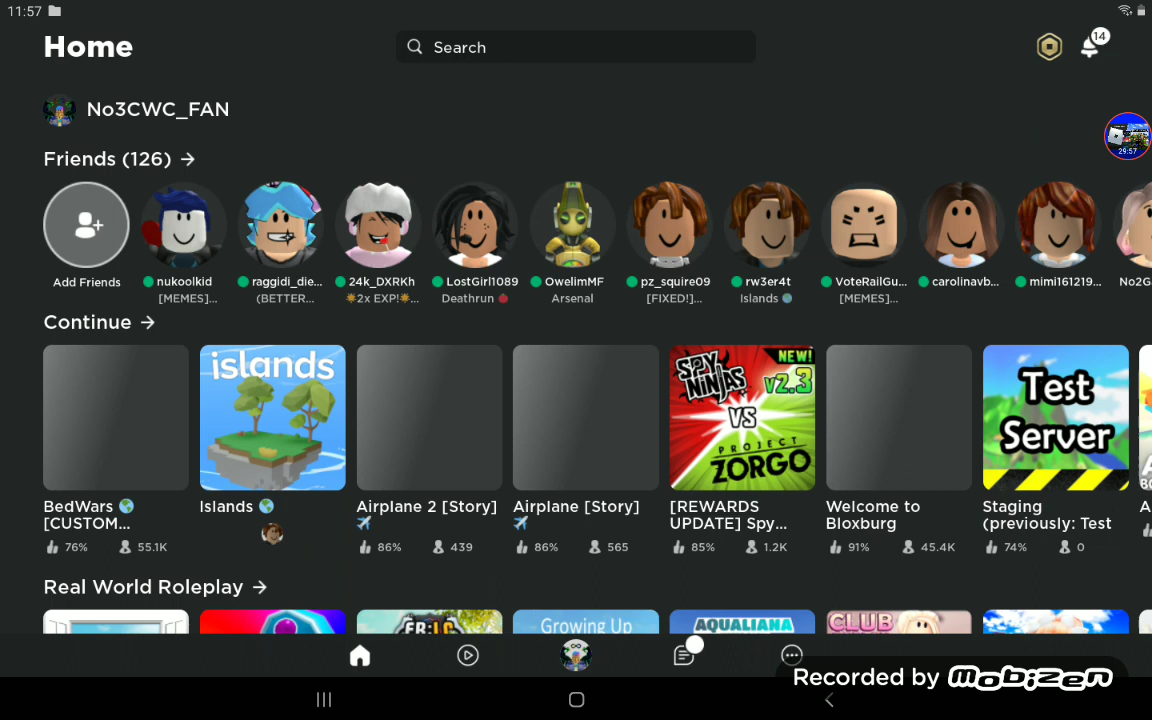 11:57
Home
Search
14
No3CWC_FAN
29:57
Friends (126) →
Add Friends
nukoolkid
[MEMES]...
raggidi_die...
(BETTER...
24k_DXRKh
2x EXP!...
LostGirl1089
Deathrun
OwelimMF
Arsenal
pz_squire09
[FIXED!]...
rw3er4t
Islands
VoteRailGu...
[MEMES]...
carolinavb...
mimi161219...
No2G
Continue →
islands
SPY NINJAS
NEW!
v2.3
VS
PROJECT
ZORGO
Test
Server
BedWars 🌎
[CUSTOM...
76% 55.1K
Islands 🌎
Airplane 2 [Story]
✈️
86% 439
Airplane [Story]
✈️
86% 565
[REWARDS
UPDATE] Spy...
85% 1.2K
Welcome to
Bloxburg
91% 45.4K
Staging
(previously: Test
74% 0
Real World Roleplay →
Growing Up
AQUALIANA
CLUB
Recorded by Mobizen